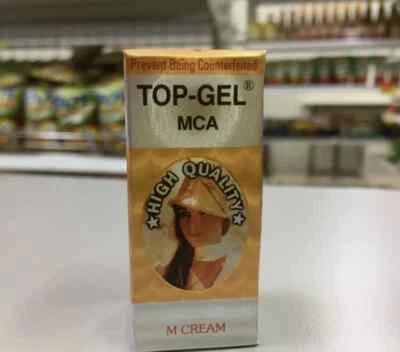 Prevent Being Counterfeited
TOP-GEL®
MCA
★HIGH QUALITY★
M CREAM